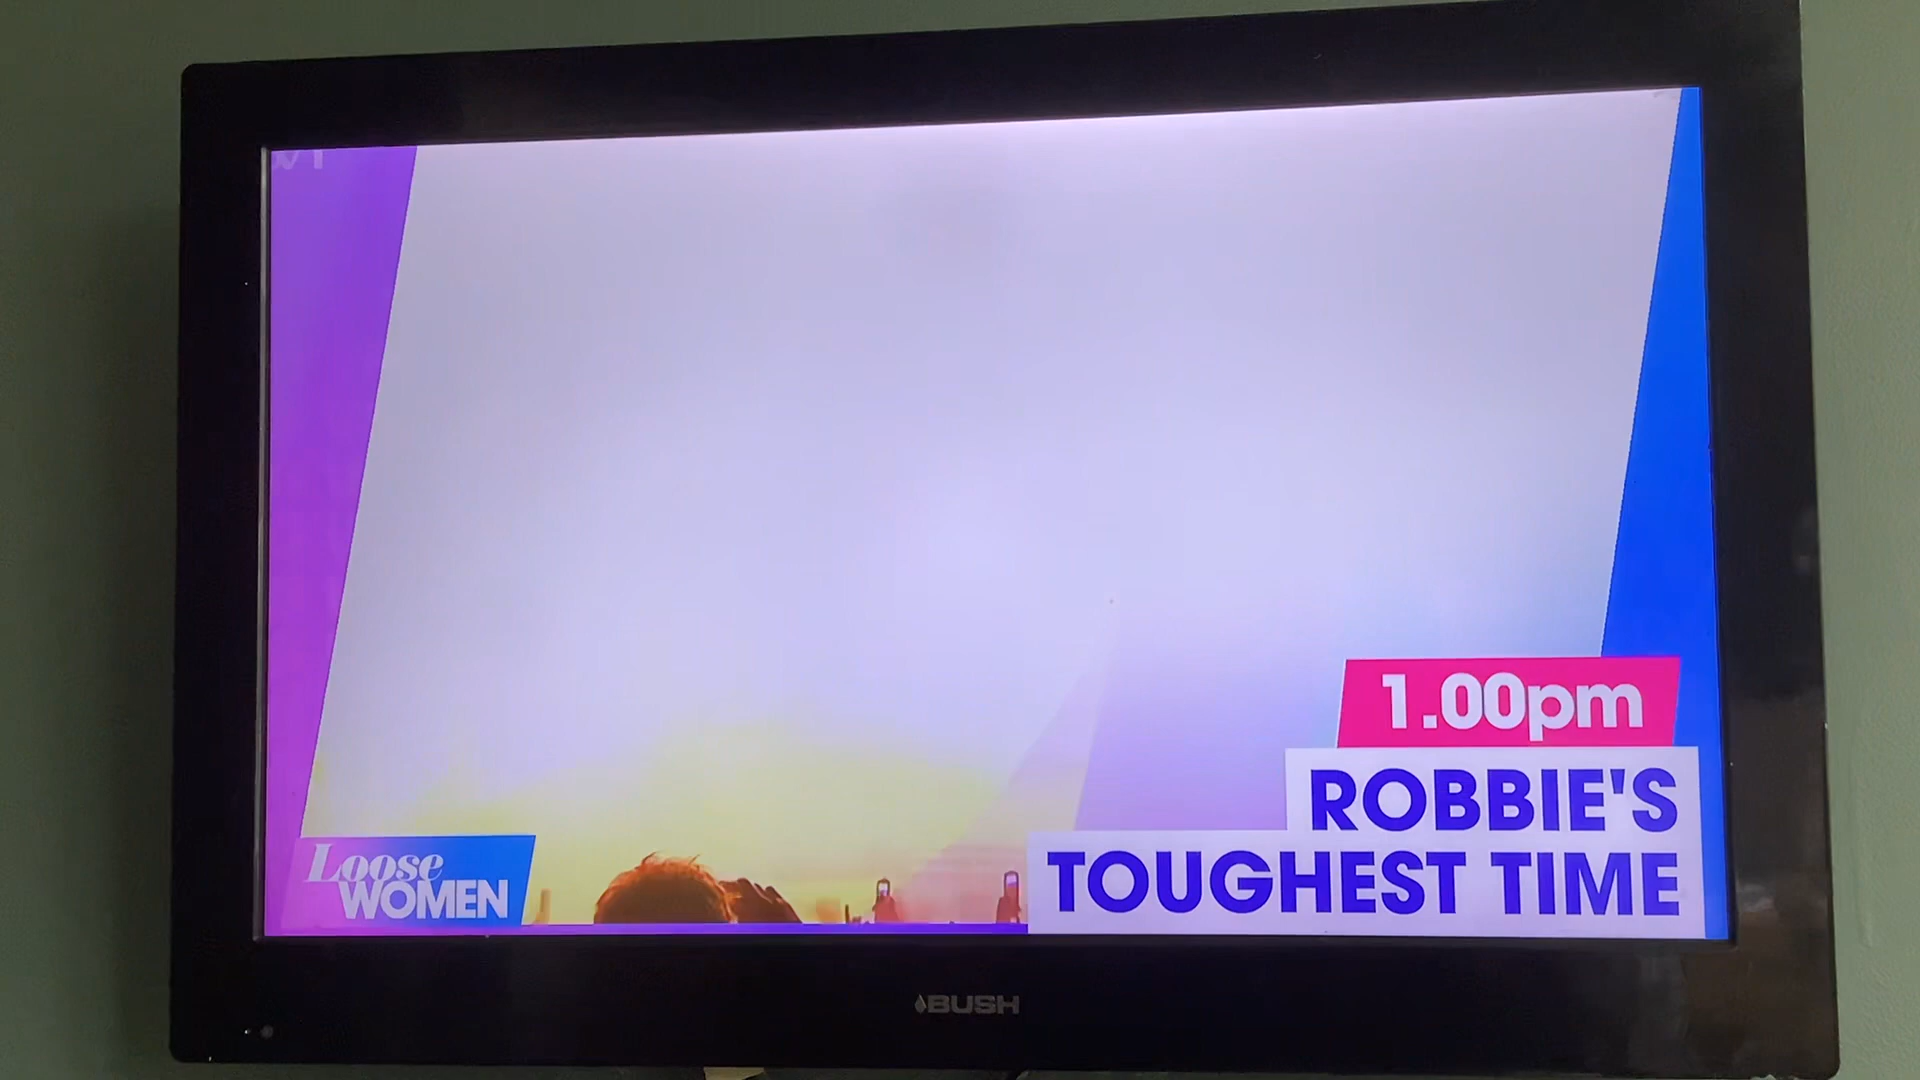 1.00pm
ROBBIE'S
TOUGHEST TIME
Loose
WOMEN
BUSH